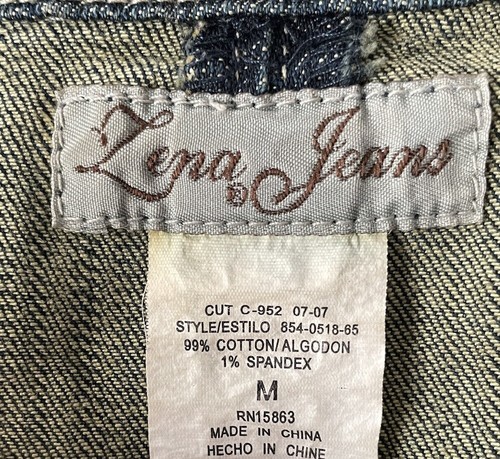 Zena Jeans
®
CUT C-952 07-07
STYLE/ESTILO 854-0518-65
99% COTTON/ALGODON
1% SPANDEX
M
RN15863
MADE IN CHINA
HECHO IN CHINE